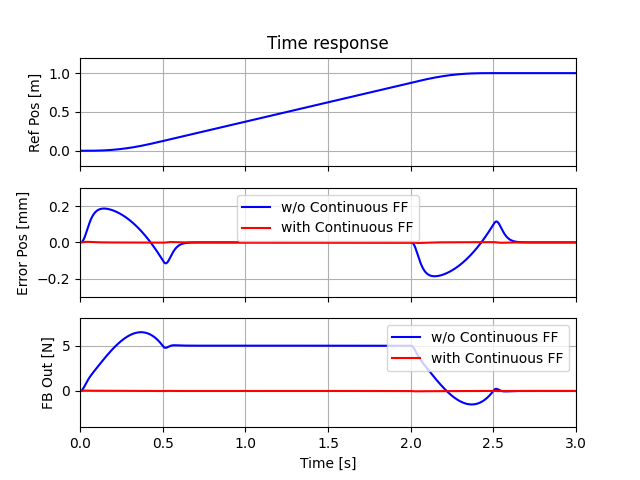 Time response
Ref Pos [m]
1.0
0.5
0.0
Error Pos [mm]
0.2
0.0
−0.2
w/o Continuous FF
with Continuous FF
FB Out [N]
5
0
w/o Continuous FF
with Continuous FF
0.0 0.5 1.0 1.5 2.0 2.5 3.0
Time [s]